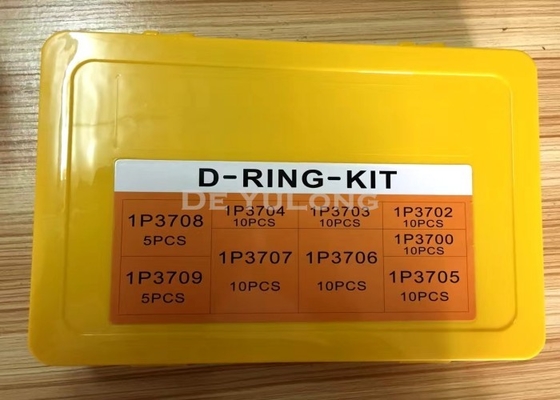 D-RING-KIT
DE YULONG
1P3708
5PCS
1P3704
10PCS
1P3703
10PCS
1P3702
10PCS
1P3700
10PCS
1P3709
5PCS
1P3707
10PCS
1P3706
10PCS
1P3705
10PCS